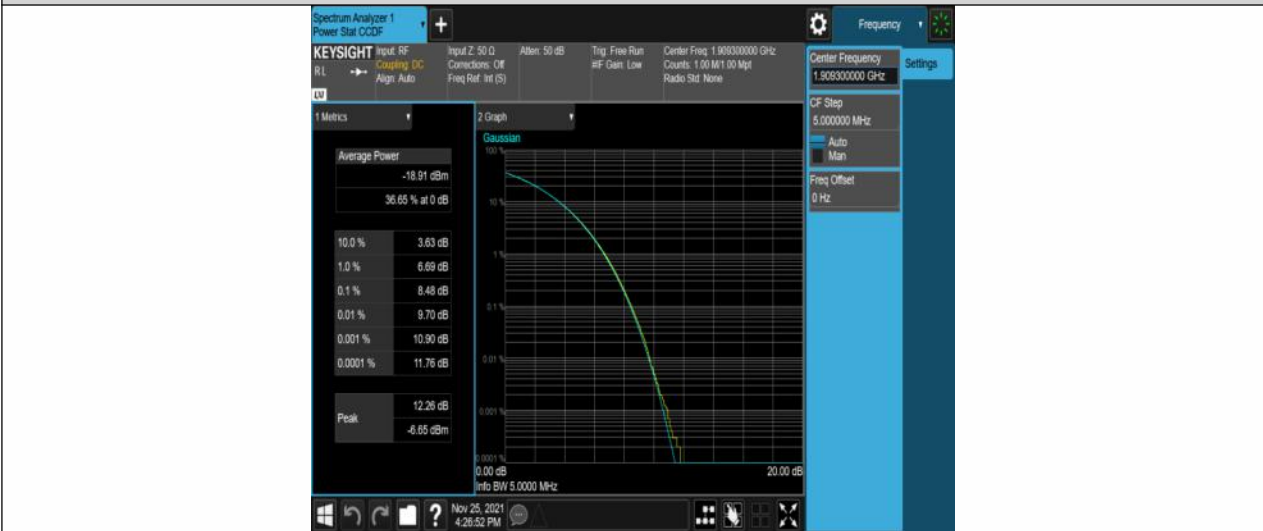 Spectrum Analyzer 1
Power Stat CCDF
+
Frequency
KEYSIGHT
R L
LW
Input: RF
Coupling: DC
Align: Auto
Input Z: 50 Ω
Corrections: Off
Freq Ref: Int (S)
Atten: 50 dB
Trig: Free Run
#IF Gain: Low
Center Freq: 1.909300000 GHz
Counts: 1.00 M/1.00 Mpt
Radio Std: None
Center Frequency
1.909300000 GHz
Settings
CF Step
5.000000 MHz
Auto
Man
Freq Offset
0 Hz
1 Metrics
Average Power
-18.91 dBm
36.65 % at 0 dB
10.0 % 3.63 dB
1.0 % 6.69 dB
0.1 % 8.48 dB
0.01 % 9.70 dB
0.001 % 10.90 dB
0.0001 % 11.76 dB
Peak
12.26 dB
-6.65 dBm
2 Graph
Gaussian
100 %
10 %
1 %
0.1 %
0.01 %
0.001 %
0.0001 %
0.00 dB 20.00 dB
Info BW 5.0000 MHz
?
Nov 25, 2021
4:26:52 PM